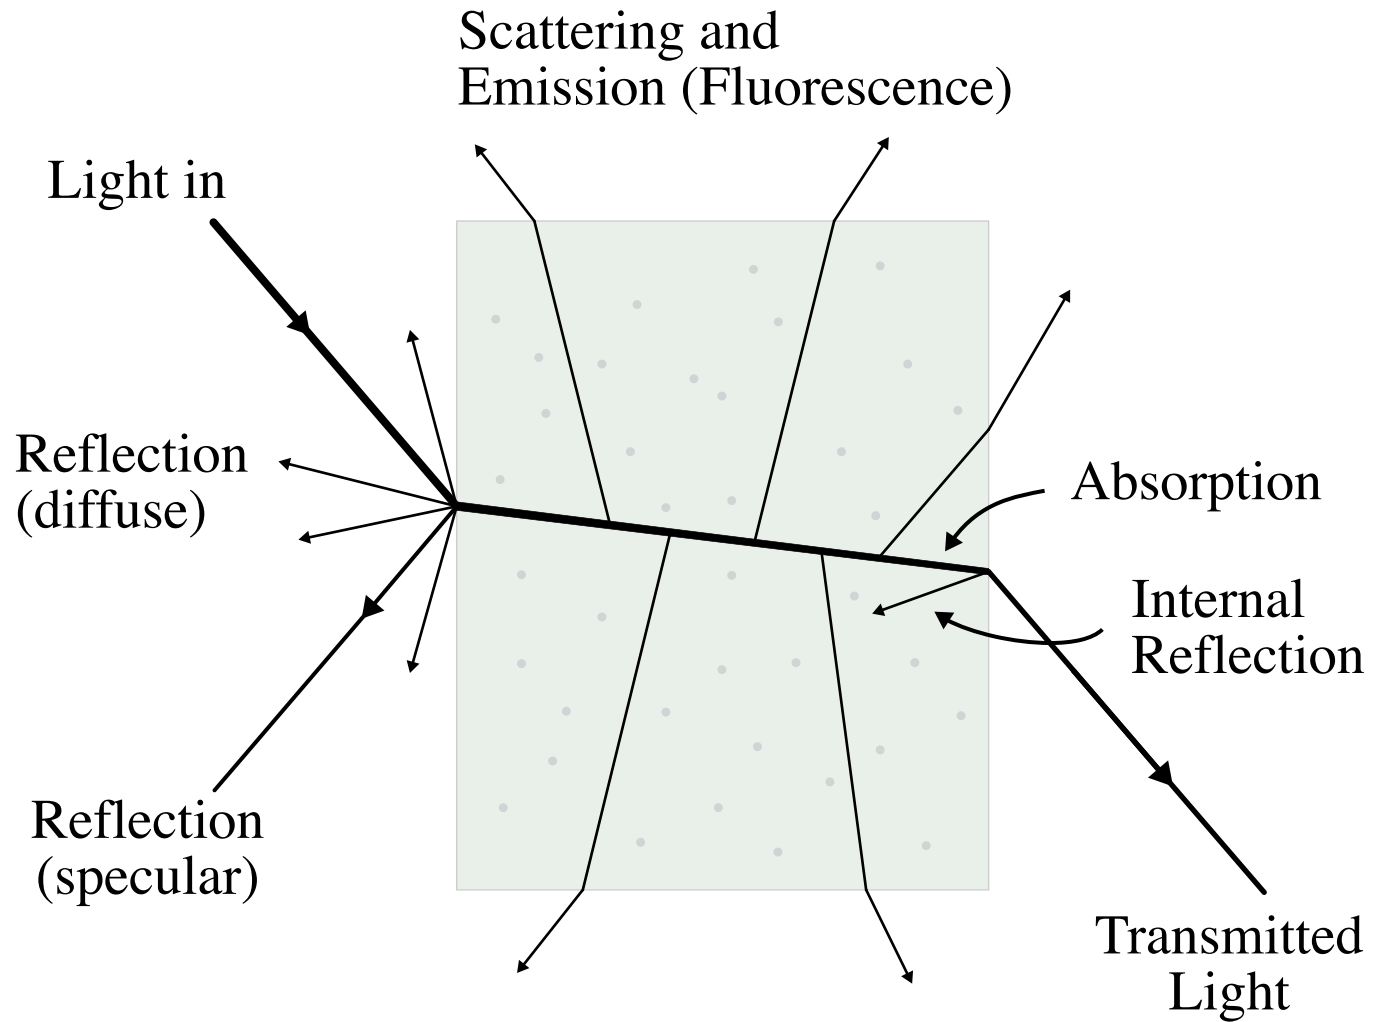 Scattering and
Emission (Fluorescence)
Light in
Reflection
(diffuse)
Absorption
Internal
Reflection
Reflection
(specular)
Transmitted
Light